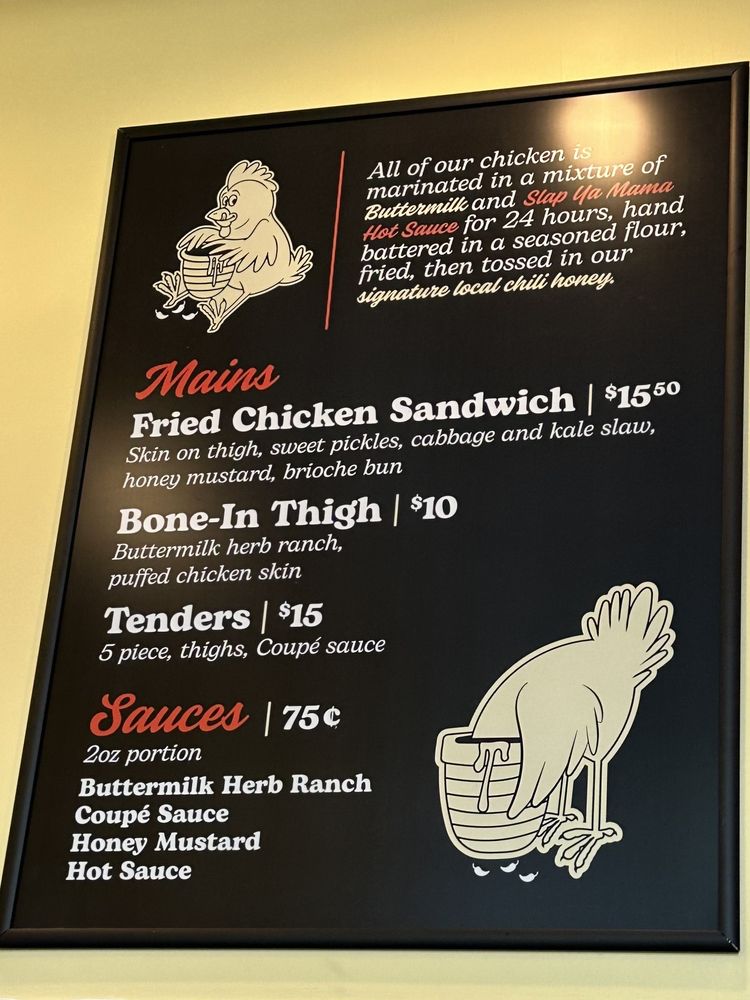 All of our chicken is
marinated in a mixture of
Buttermilk and Slap Ya Mama
Hot Sauce for 24 hours, hand
battered in a seasoned flour,
fried, then tossed in our
signature local chili honey.
Mains
Fried Chicken Sandwich | $15 50
Skin on thigh, sweet pickles, cabbage and kale slaw,
honey mustard, brioche bun
Bone-In Thigh | $10
Buttermilk herb ranch,
puffed chicken skin
Tenders | $15
5 piece, thighs, Coupé sauce
Sauces | 75¢
2oz portion
Buttermilk Herb Ranch
Coupé Sauce
Honey Mustard
Hot Sauce